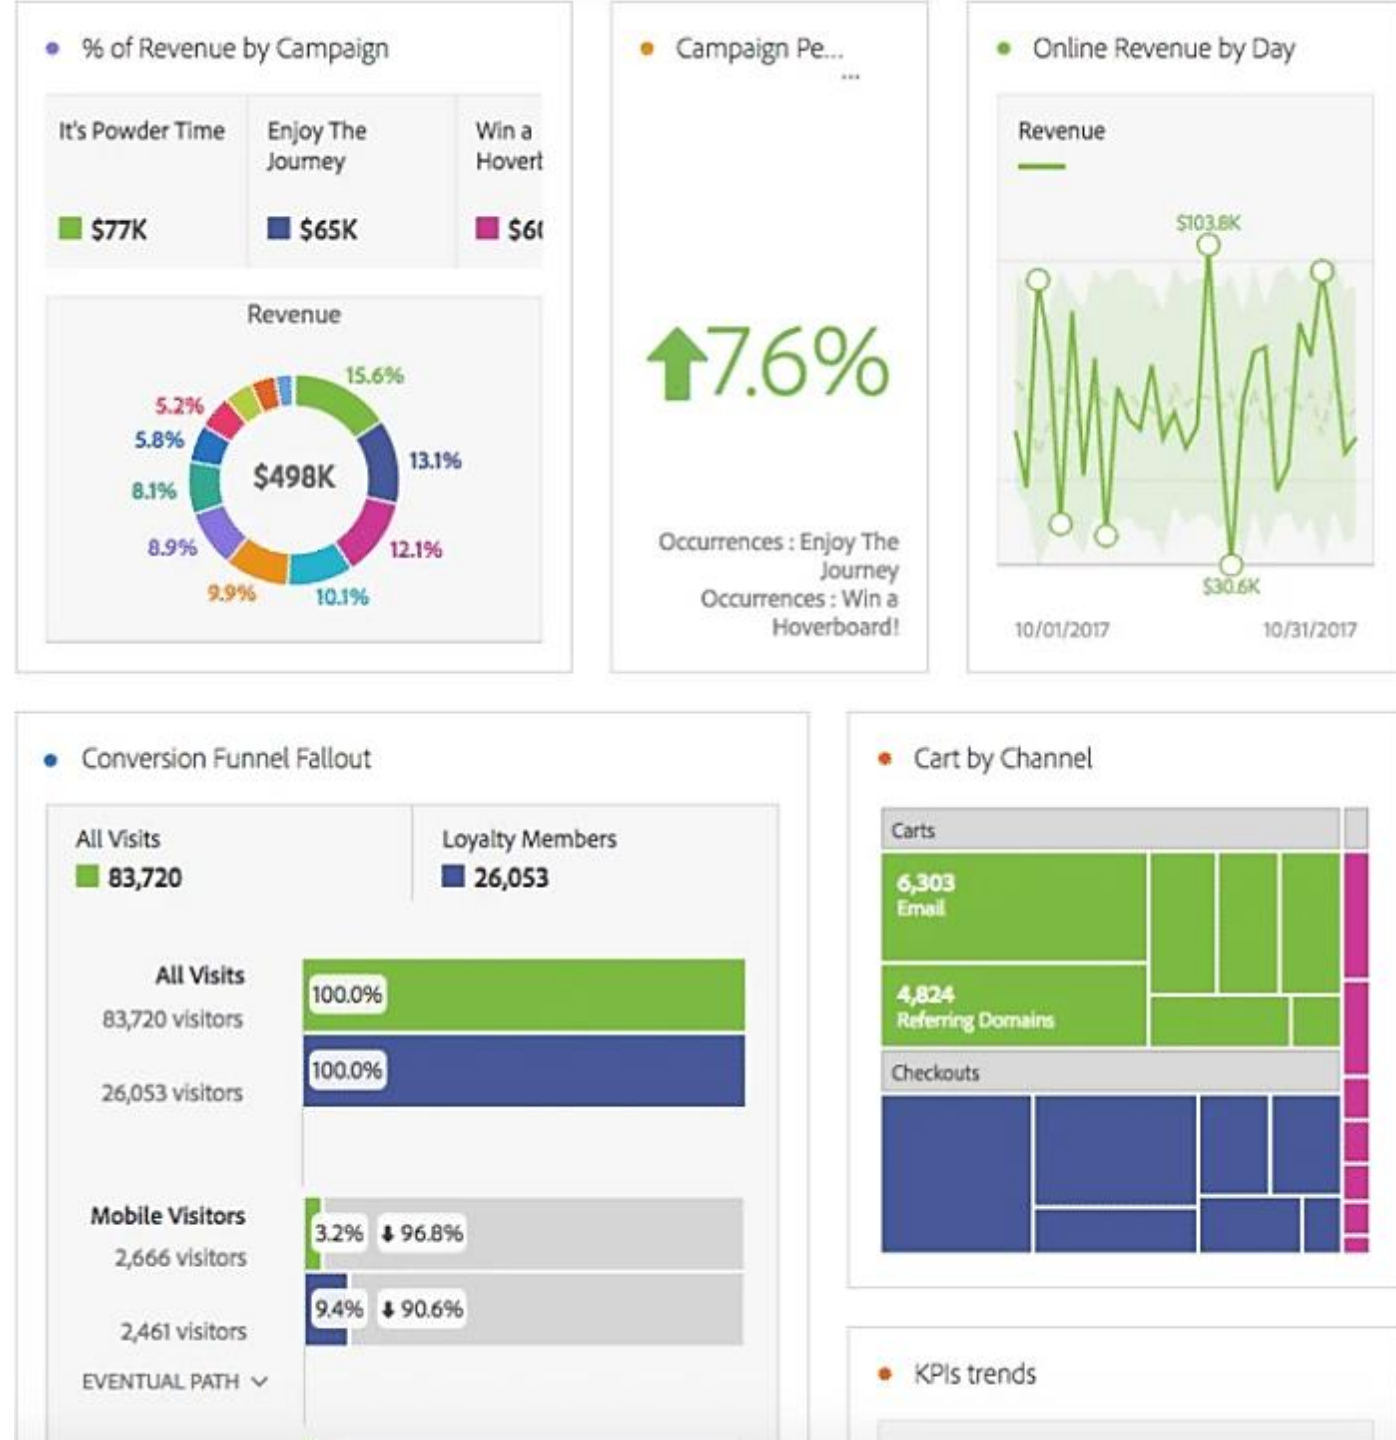 % of Revenue by Campaign
It's Powder Time
Enjoy The
Journey
Win a
$77K
$65K
Revenue
15.6%
5.2%
5.8%
13.1%
$498K
8.1%
8.9%
12.1%
9.9%
10.1%
Campaign Pe...
...
7.6%
Occurrences : Enjoy The
Journey
Occurrences : Win a
Hoverboard!
Online Revenue by Day
Revenue
$103.8K
$30.6K
10/01/2017
10/31/2017
Conversion Funnel Fallout
All Visits
83,720
Loyalty Members
26,053
All Visits
83,720 visitors
100.0%
26,053 visitors
100.0%
Mobile Visitors
2,666 visitors
3.2% 96.8%
2,461 visitors
9.4% 90.6%
EVENTUAL PATH
Cart by Channel
Carts
6,303
Email
4,824
Referring Domains
Checkouts
KPIs trends